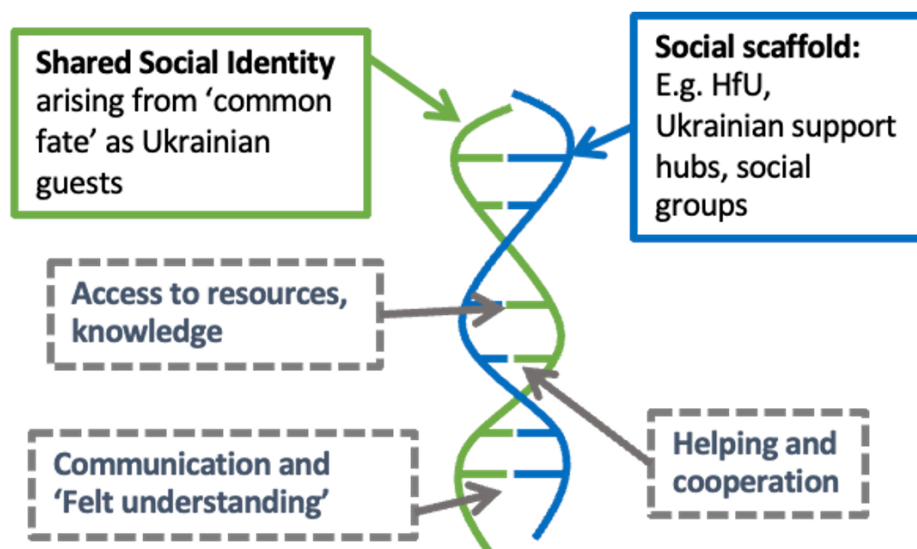 Shared Social Identity
arising from ‘common
fate’ as Ukrainian
guests
Social scaffold:
E.g. HfU,
Ukrainian support
hubs, social
groups
Access to resources,
knowledge
Communication and
‘Felt understanding’
Helping and
cooperation